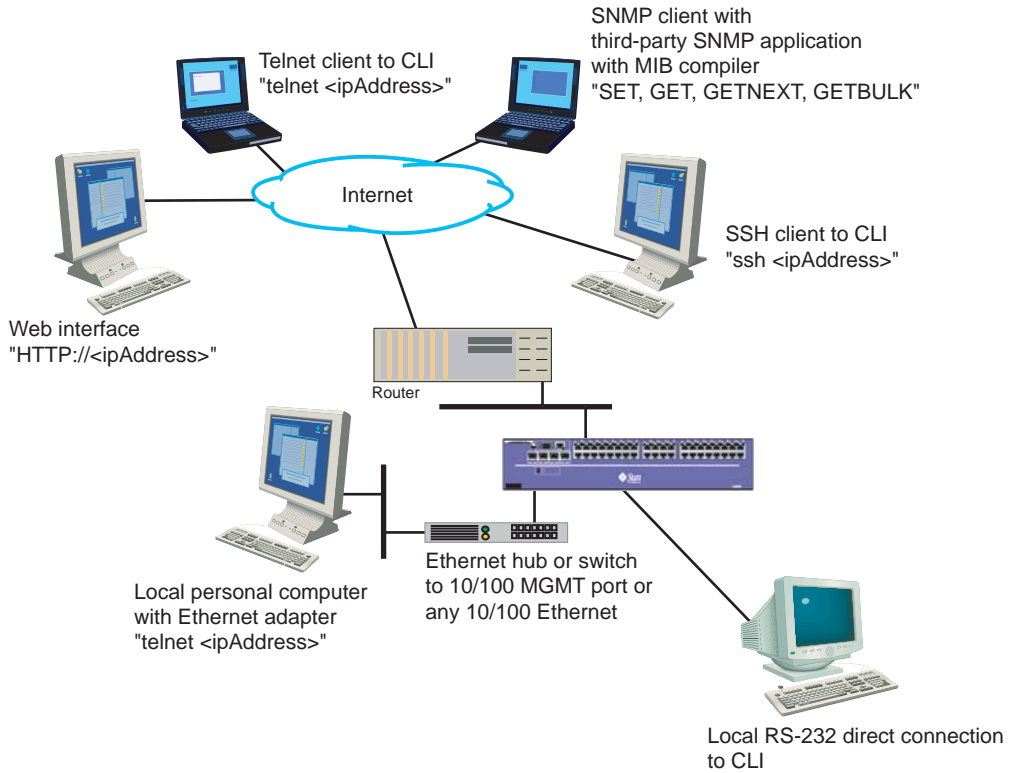 SNMP client with
third-party SNMP application
with MIB compiler
"SET, GET, GETNEXT, GETBULK"
Telnet client to CLI
"telnet <ipAddress>"
Internet
SSH client to CLI
"ssh <ipAddress>"
Web interface
"HTTP://<ipAddress>"
Router
Sun
Ethernet hub or switch
to 10/100 MGMT port or
any 10/100 Ethernet
Local personal computer
with Ethernet adapter
"telnet <ipAddress>"
Local RS-232 direct connection
to CLI